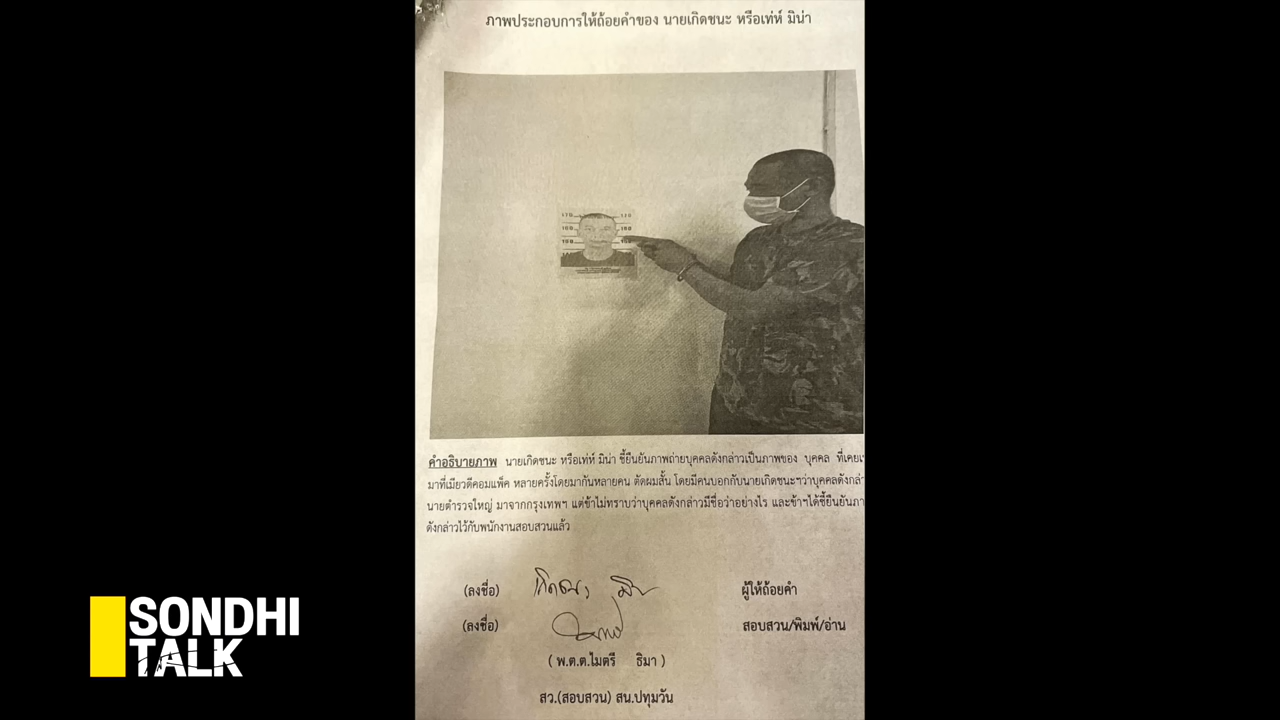 ภาพประกอบการให้ถ้อยคำของ นายเกิดชนะ หรือเท่ห์ มิน่า
170 170
160 160
150 150
คำอธิบายภาพ นายเกิดชนะ หรือเท่ห์ มิน่า ชี้ยืนยันภาพถ่ายบุคคลดังกล่าวเป็นภาพของ บุคคล ที่เคย
มาที่เมียวดีคอมแพ็ค หลายครั้งโดยมากันหลายคน ตัดผมสั้น โดยมีคนบอกกับนายเกิดชนะฯว่าบุคคลดังกล่า
นายตำรวจใหญ่ มาจากกรุงเทพฯ แต่ข้าไม่ทราบว่าบุคคลดังกล่าวมีชื่อว่าอย่างไร และข้าฯได้ชี้ยืนยันภา
ดังกล่าวไว้กับพนักงานสอบสวนแล้ว
(ลงชื่อ) เกิดชนะ มิน่า ผู้ให้ถ้อยคำ
(ลงชื่อ) สอบสวน/พิมพ์/อ่าน
( พ.ต.ต.ไมตรี ธิมา )
สว.(สอบสวน) สน.ปทุมวัน
SONDHI
TALK